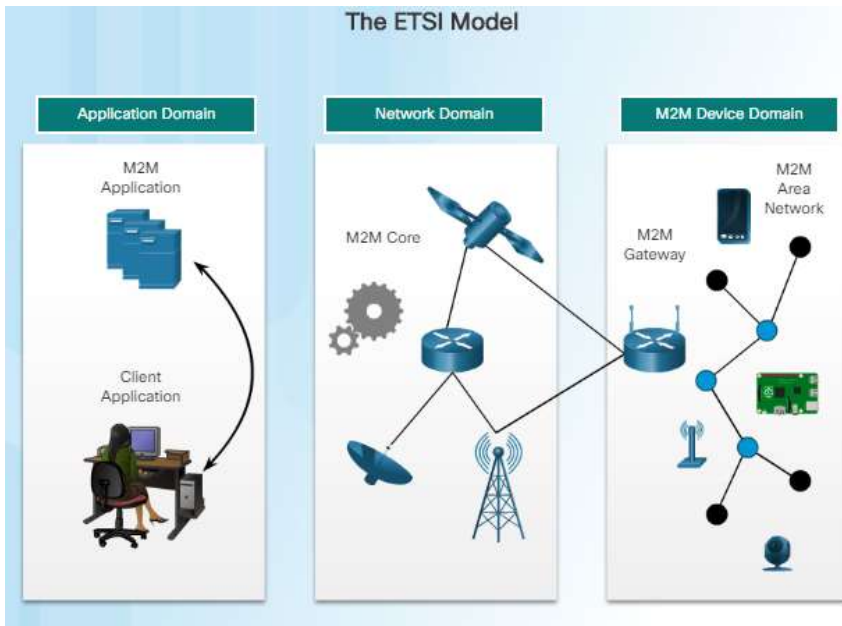 The ETSI Model
Application Domain
Network Domain
M2M Device Domain
M2M
Application
Client
Application
M2M Core
M2M
Gateway
M2M
Area
Network